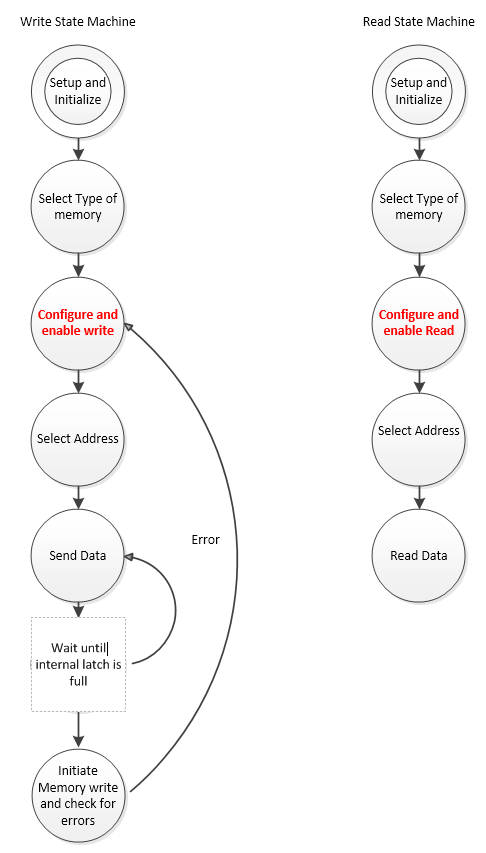 Write State Machine
Setup and
Initialize
Select Type of
memory
Configure and
enable write
Select Address
Send Data
Error
Wait until
internal latch is
full
Initiate
Memory write
and check for
errors
Read State Machine
Setup and
Initialize
Select Type of
memory
Configure and
enable Read
Select Address
Read Data